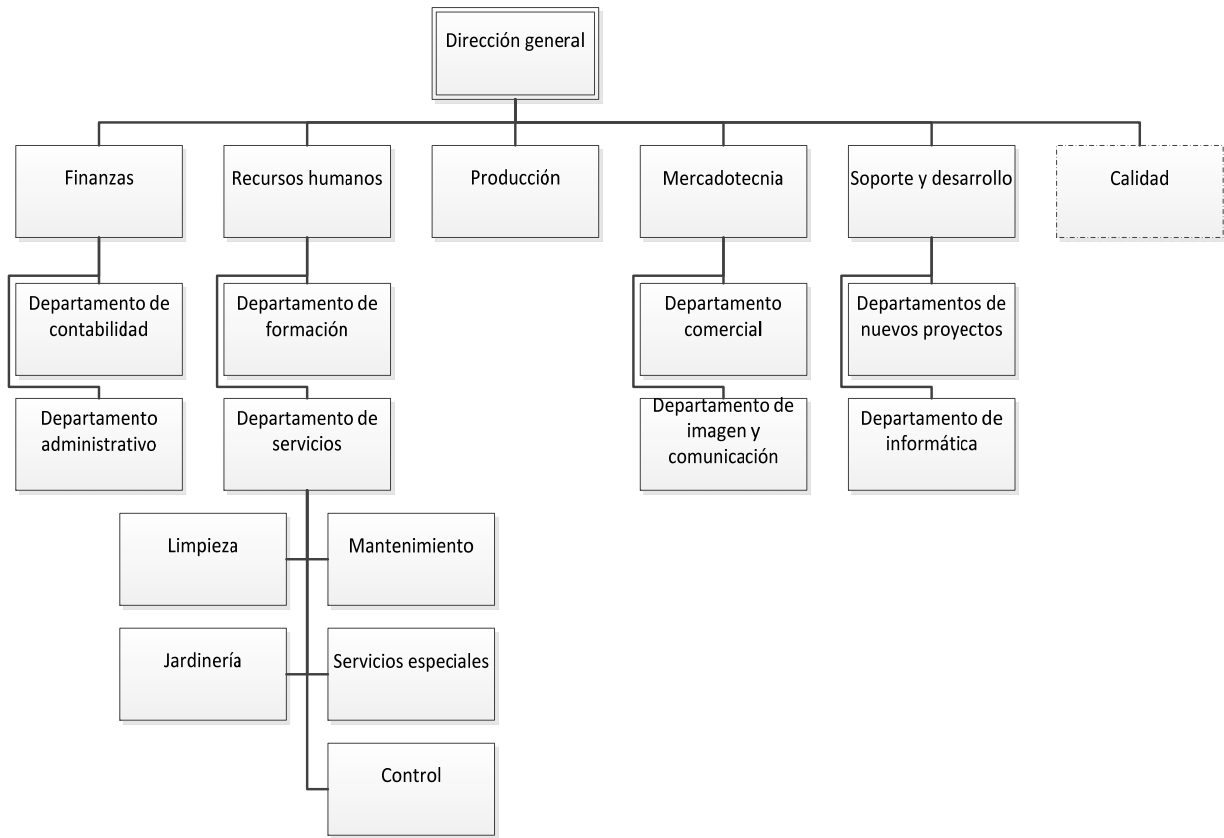 Dirección general
Finanzas
Recursos humanos
Producción
Mercadotecnia
Soporte y desarrollo
Calidad
Departamento de
contabilidad
Departamento de
formación
Departamento
comercial
Departamentos de
nuevos proyectos
Departamento
administrativo
Departamento de
servicios
Departamento de
imagen y
comunicación
Departamento de
informática
Limpieza
Mantenimiento
Jardinería
Servicios especiales
Control